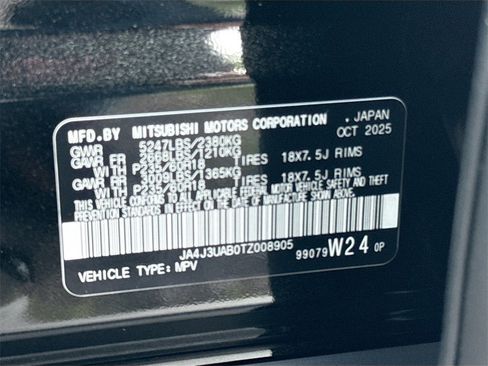 MFD.BY MITSUBISHI MOTORS CORPORATION . JAPAN
GVWR 5247LBS/2380KG OCT 2025
GAWR FR 2668LBS/1210KG
WITH P235/60R18 TIRES 18X7.5J RIMS
GAWR RR 3009LBS/1365KG
WITH P235/60R18 TIRES 18X7.5J RIMS
THIS VEHICLE CONFORMS TO ALL APPLICABLE FEDERAL MOTOR VEHICLE SAFETY, BUMPER, AND THEFT
PREVENTION STANDARDS IN EFFECT ON THE DATE OF MANUFACTURE SHOWN ABOVE.
JA4J3UAB0TZ008905
VEHICLE TYPE: MPV 99079 W24 0P